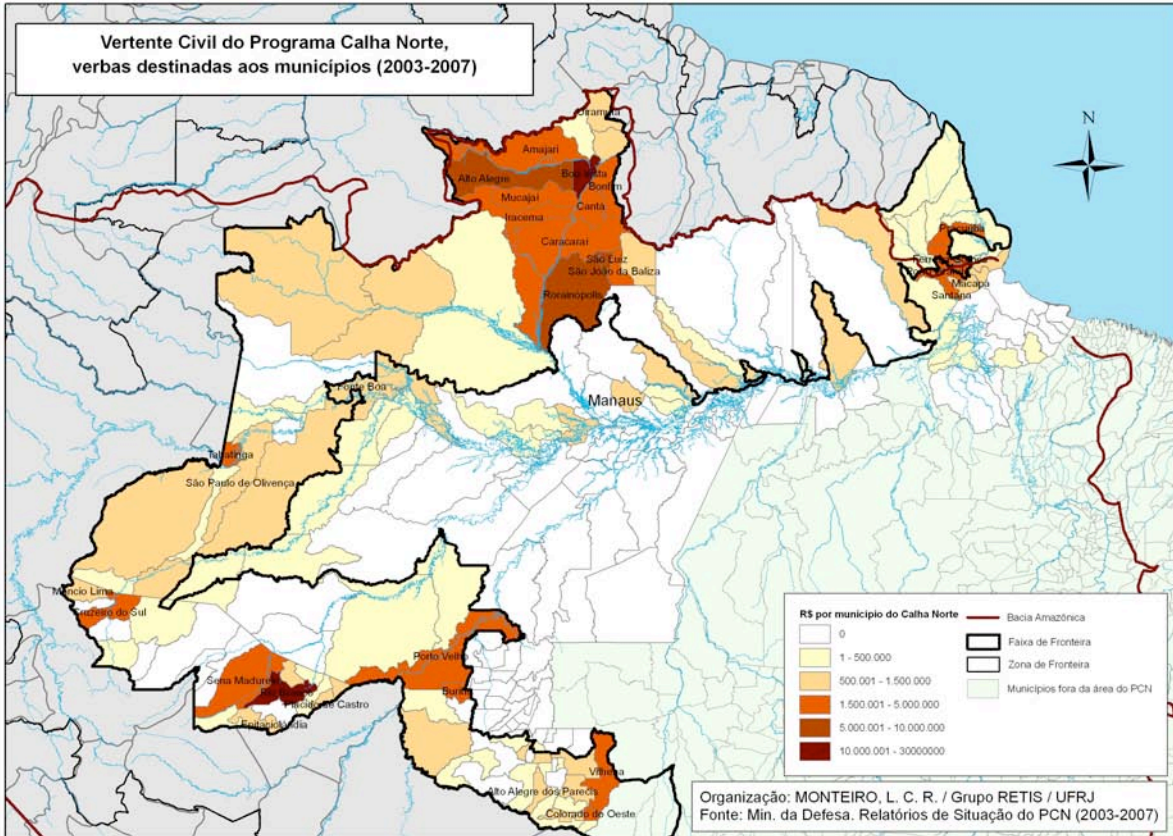 Vertente Civil do Programa Calha Norte,
verbas destinadas aos municípios (2003-2007)
N
Uiramutã
Amajari
Alto Alegre
Boa Vista
Bonfim
Mucajaí
Cantá
Iracema
Caracaraí
São Luiz
São João da Baliza
Rorainópolis
Macapá
Santana
Fonte Boa
Manaus
Tabatinga
São Paulo de Olivença
Mâncio Lima
Cruzeiro do Sul
Sena Madureira
Porto Velho
Buritis
Rio Branco
Plácido de Castro
Epitaciolândia
Vilhena
Alto Alegre dos Parecis
Colorado do Oeste
R$ por município do Calha Norte
0
1 - 500.000
500.001 - 1.500.000
1.500.001 - 5.000.000
5.000.001 - 10.000.000
10.000.001 - 30000000
Bacia Amazônica
Faixa de Fronteira
Zona de Fronteira
Municípios fora da área do PCN
Organização: MONTEIRO, L. C. R. / Grupo RETIS / UFRJ
Fonte: Min. da Defesa. Relatórios de Situação do PCN (2003-2007)